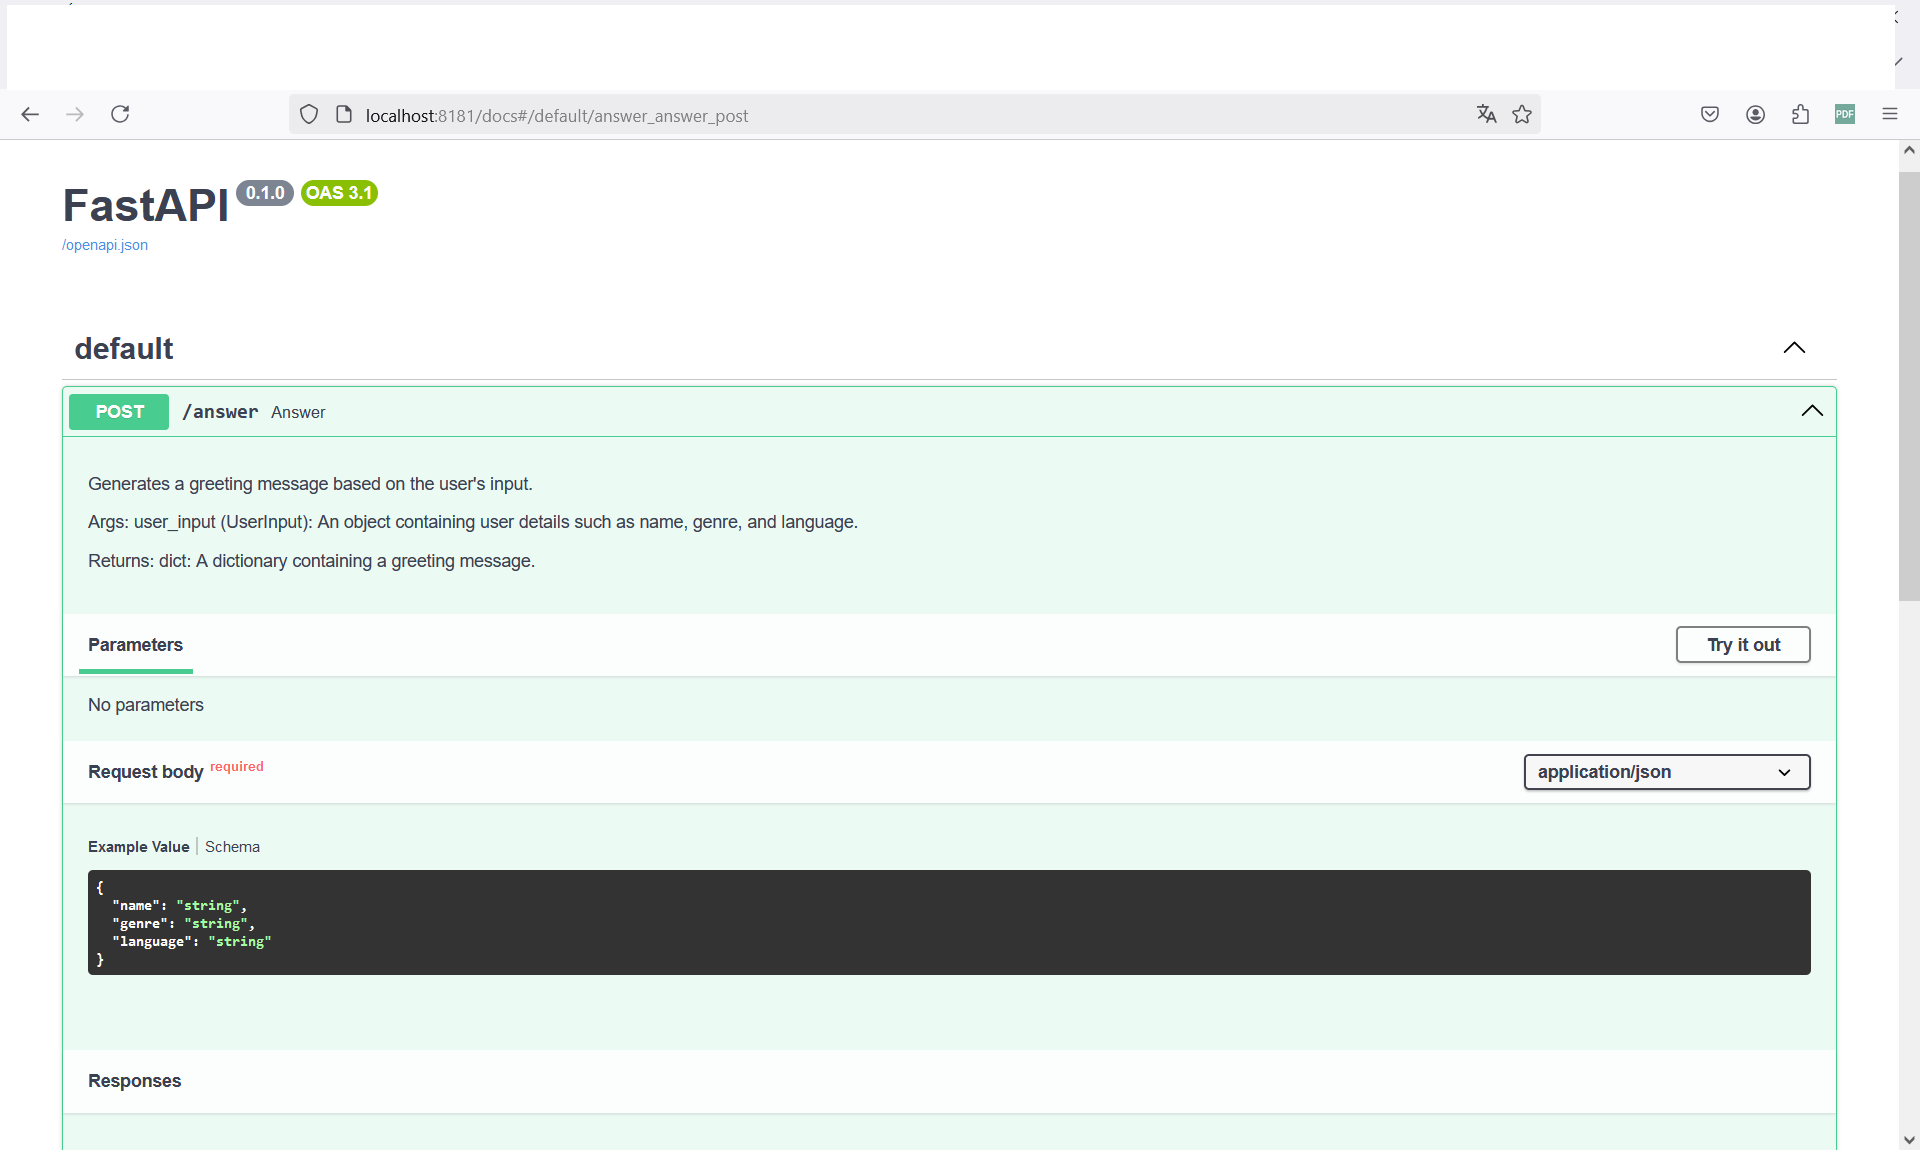 localhost:8181/docs#/default/answer_answer_post
PDF
FastAPI 0.1.0 OAS 3.1
/openapi.json
default
POST /answer Answer
Generates a greeting message based on the user's input.
Args: user_input (UserInput): An object containing user details such as name, genre, and language.
Returns: dict: A dictionary containing a greeting message.
Parameters
Try it out
No parameters
Request body required
application/json
Example Value
Schema
{
"name": "string",
"genre": "string",
"language": "string"
}
Responses